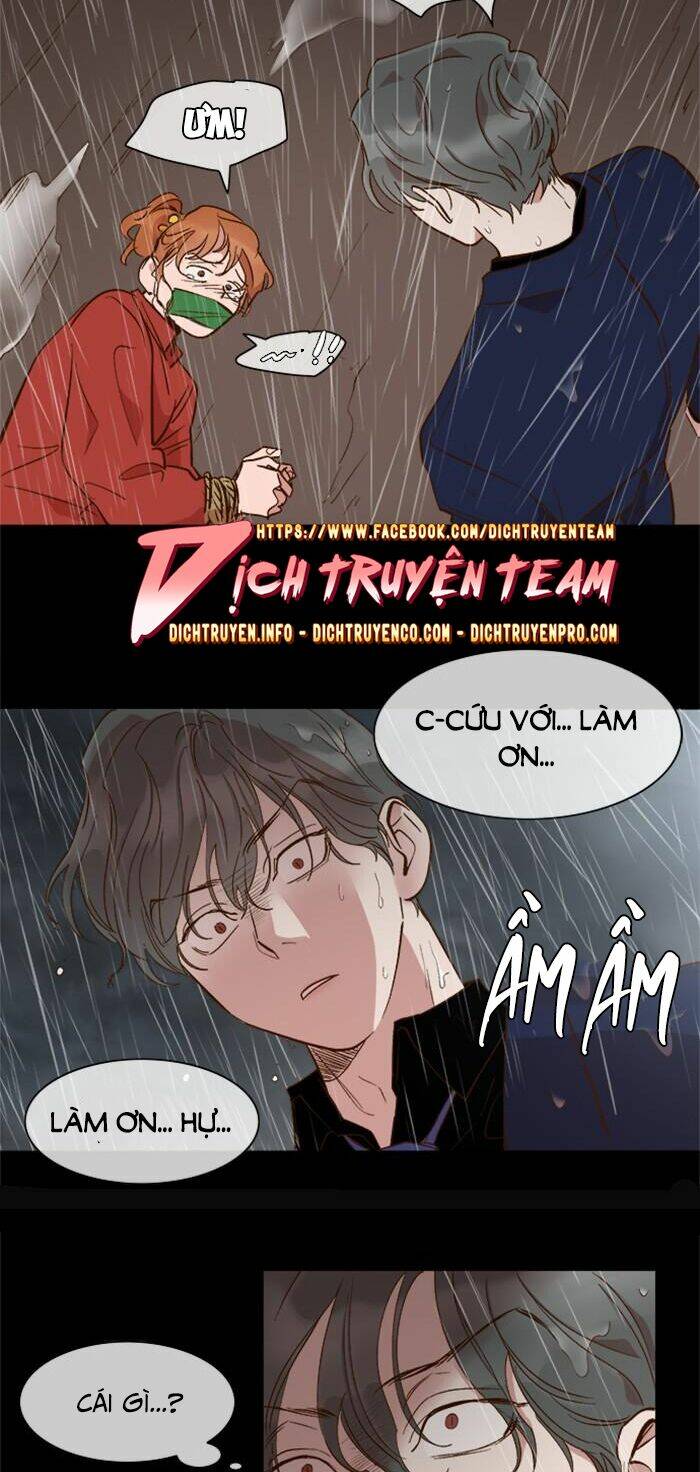 ƯM!
~~~...!!
HTTPS://WWW.FACEBOOK.COM/DICHTRUYENTEAM
DỊCH TRUYỆN TEAM
DICHTRUYEN.INFO - DICHTRUYENCO.COM - DICHTRUYENPRO.COM
C-CỨU VỚI... LÀM
ƠN...
ẦM ẦM
LÀM ƠN... HỰ...
CÁI GÌ...?